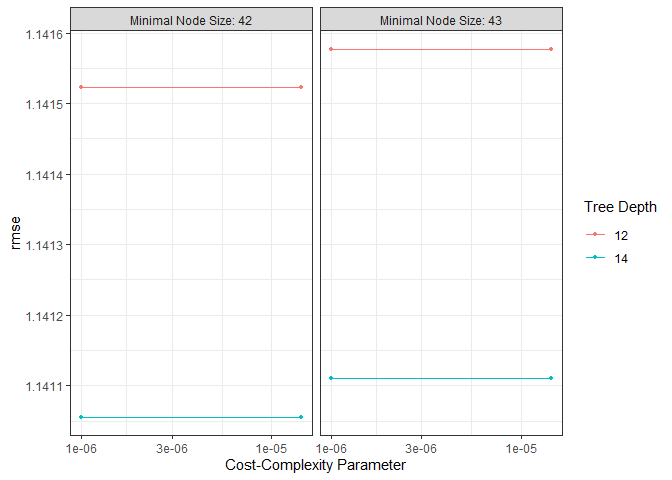 Minimal Node Size: 42
Minimal Node Size: 43
1.1416
1.1415
1.1414
1.1413
1.1412
1.1411
rmse
1e-06
3e-06
1e-05
1e-06
3e-06
1e-05
Cost-Complexity Parameter
Tree Depth
12
14